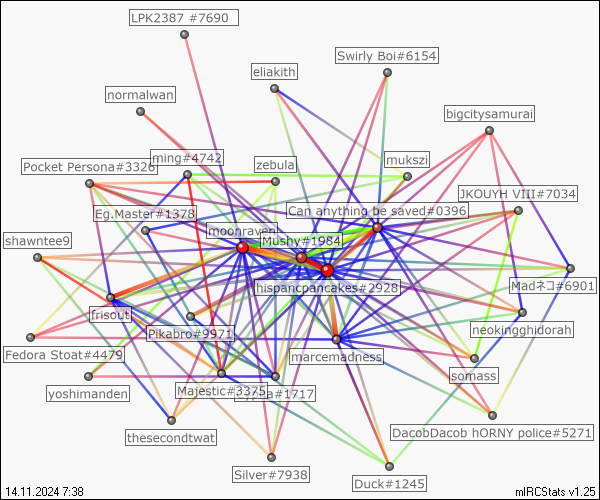 LPK2387 #7690
Swirly Boi#6154
eliakith
normalwan
bigcitysamurai
ming#4742
mukszi
zebula
Pocket Persona#3326
JKOUYH VIII#7034
Can anything be saved#0396
Eg.Master#1378
moonraven
Mushy#1984
shawntee9
hispancpancakes#2928
Madネコ#6901
frisout
Pikabro#9971
neokingghidorah
Fedora Stoat#4479
marcemadness
somass
yoshimanden
Majestic#3375
#1717
DacobDacob hORNY police#5271
thesecondtwat
Silver#7938
Duck#1245
14.11.2024 7:38
mIRCStats v1.25